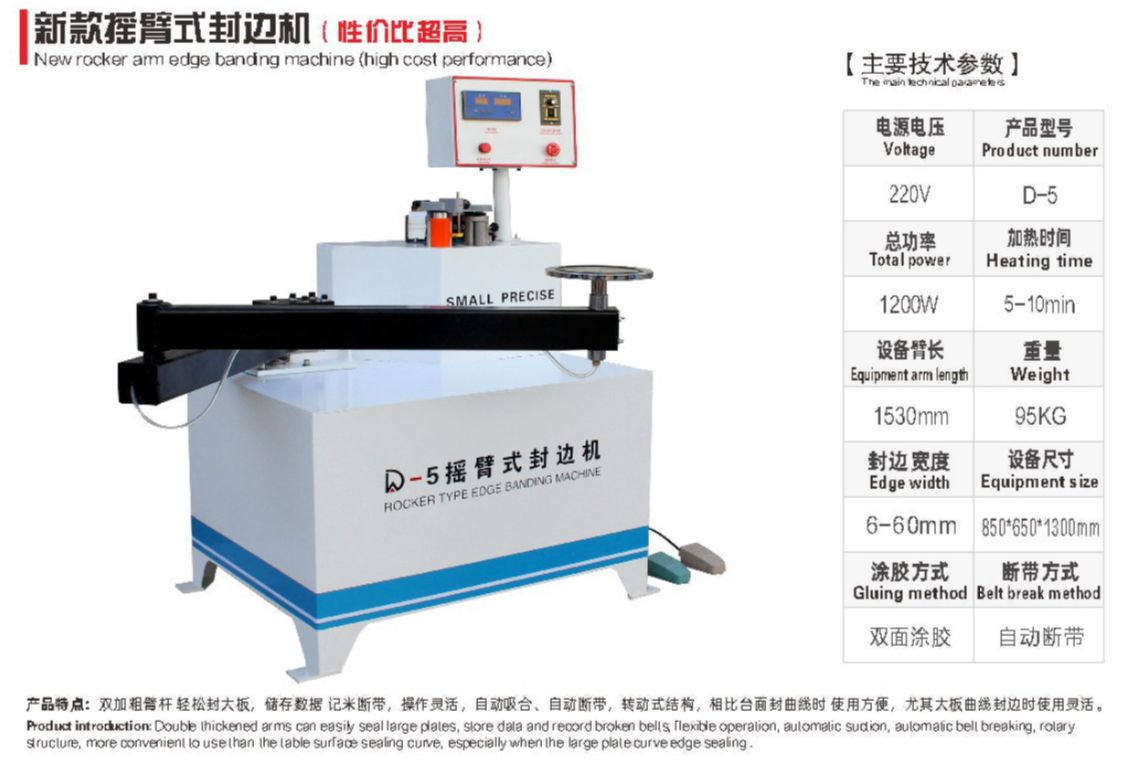 新款摇臂式封边机（性价比超高）
New rocker arm edge banding machine (high cost performance)
【主要技术参数】
The main technical parameters
电源电压 产品型号
Voltage Product number
220V D-5
总功率 加热时间
Total power Heating time
1200W 5-10min
设备臂长 重量
Equipment arm length Weight
1530mm 95KG
封边宽度 设备尺寸
Edge width Equipment size
6-60mm 850*650*1300mm
涂胶方式 断带方式
Gluing method Belt break method
双面涂胶 自动断带
SMALL PRECISE
D-5摇臂式封边机
ROCKER TYPE EDGE BANDING MACHINE
产品特点：双加粗臂杆 轻松封大板，储存数据 记米断带，操作灵活，自动吸合、自动断带，转动式结构，相比台面封曲线时 使用方便，尤其大板曲线封边时使用灵活。
Product introduction: Double thickened arms can easily seal large plates, store data and record broken belts, flexible operation, automatic suction, automatic belt breaking, rotary
structure, more convenient to use than the table surface sealing curve, especially when the large plate curve edge sealing .